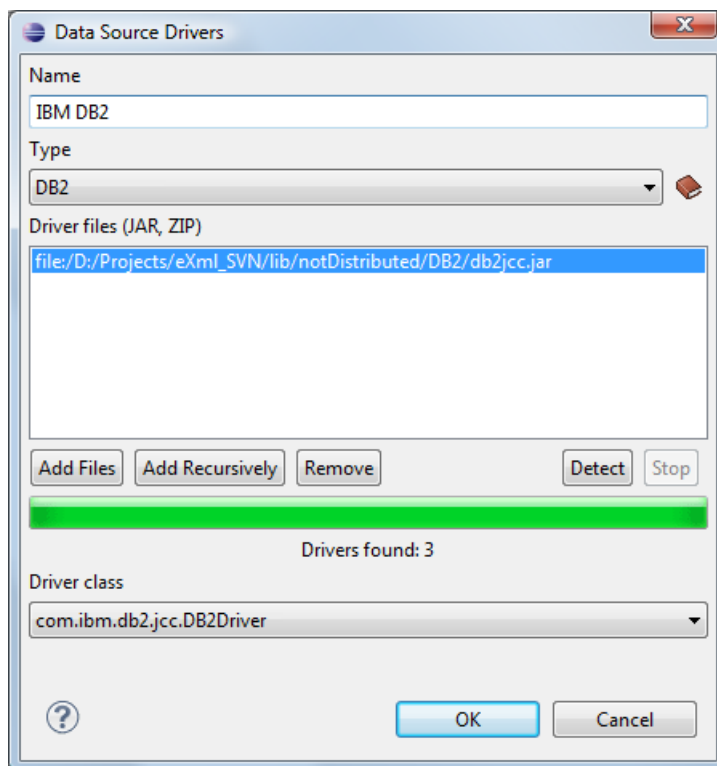 Data Source Drivers
Name
IBM DB2
Type
DB2
Driver files (JAR, ZIP)
file:/D:/Projects/eXml_SVN/lib/notDistributed/DB2/db2jcc.jar
Add Files Add Recursively Remove Detect Stop
Drivers found: 3
Driver class
com.ibm.db2.jcc.DB2Driver
? OK Cancel